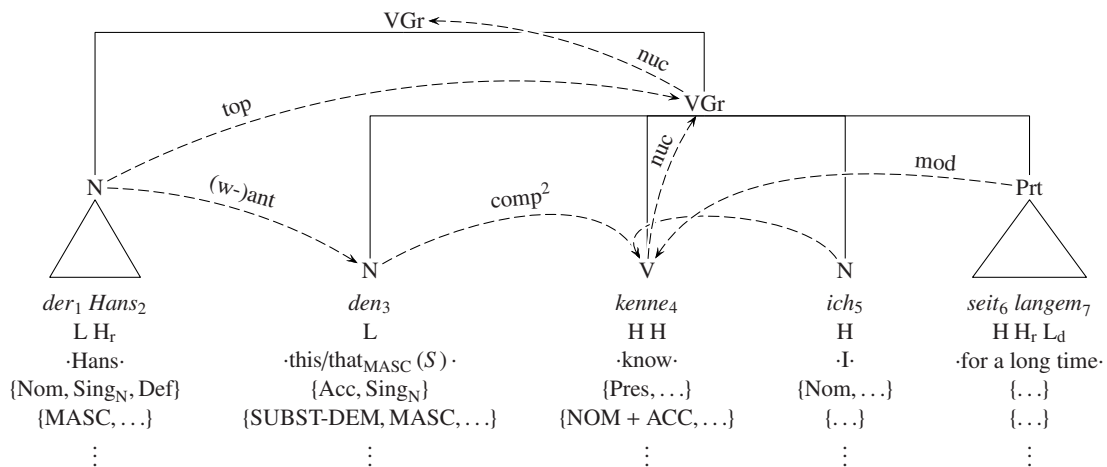 VGr
nuc
top
VGr
nuc
mod
N
(w-)ant
comp²
Prt
N
V
N
der₁ Hans₂ den₃ kenne₄ ich₅ seit₆ langem₇
L Hᵣ L H H H H Hᵣ L_d
·Hans· ·this/that_MASC (S) · ·know· ·I· ·for a long time·
{Nom, Sing_N, Def} {Acc, Sing_N} {Pres, . . .} {Nom, . . .} {. . .}
{MASC, . . .} {SUBST-DEM, MASC, . . .} {NOM + ACC, . . .} {. . .} {. . .}
⋮ ⋮ ⋮ ⋮ ⋮